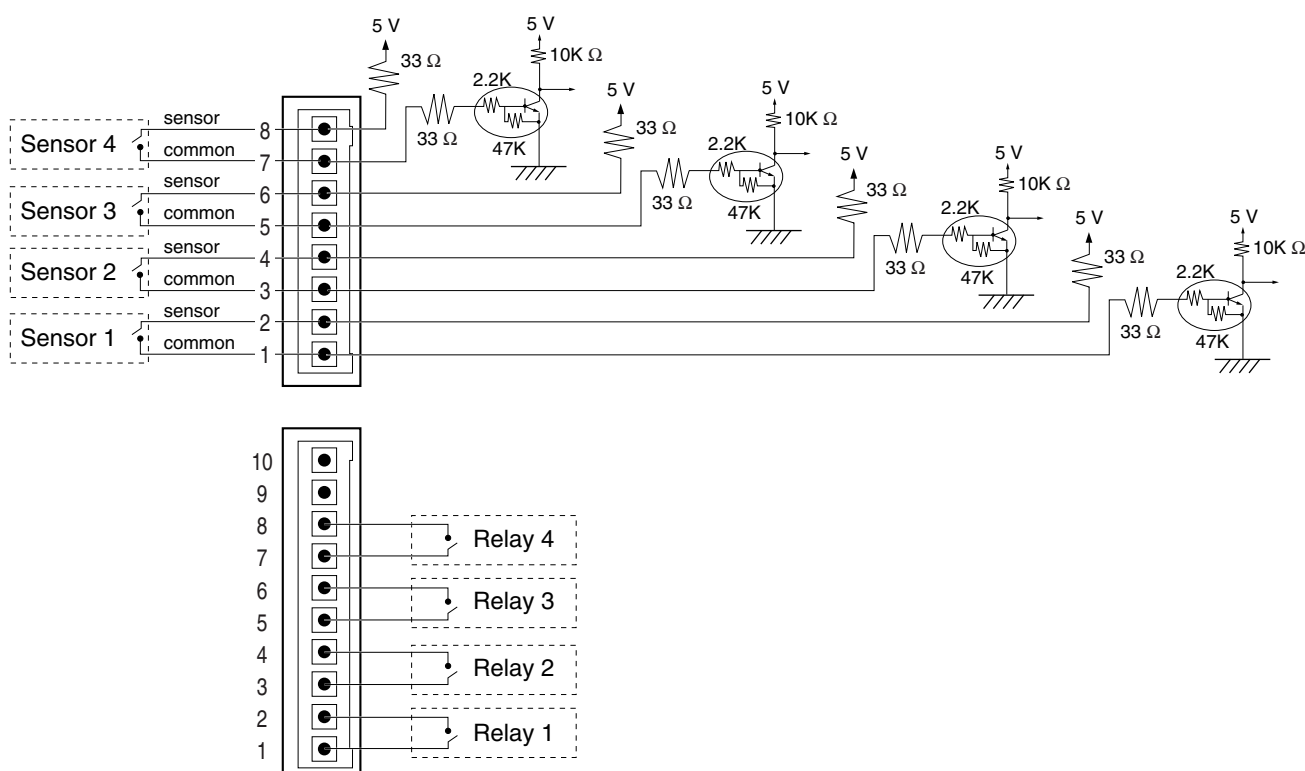 5 V
33 Ω
5 V
10K Ω
2.2K
33 Ω
47K
5 V
33 Ω
5 V
10K Ω
2.2K
33 Ω
47K
5 V
33 Ω
5 V
10K Ω
2.2K
33 Ω
47K
5 V
33 Ω
5 V
10K Ω
2.2K
33 Ω
47K
Sensor 4
sensor
8
common
7
Sensor 3
sensor
6
common
5
Sensor 2
sensor
4
common
3
Sensor 1
sensor
2
common
1
10
9
8
7
Relay 4
6
5
Relay 3
4
3
Relay 2
2
1
Relay 1